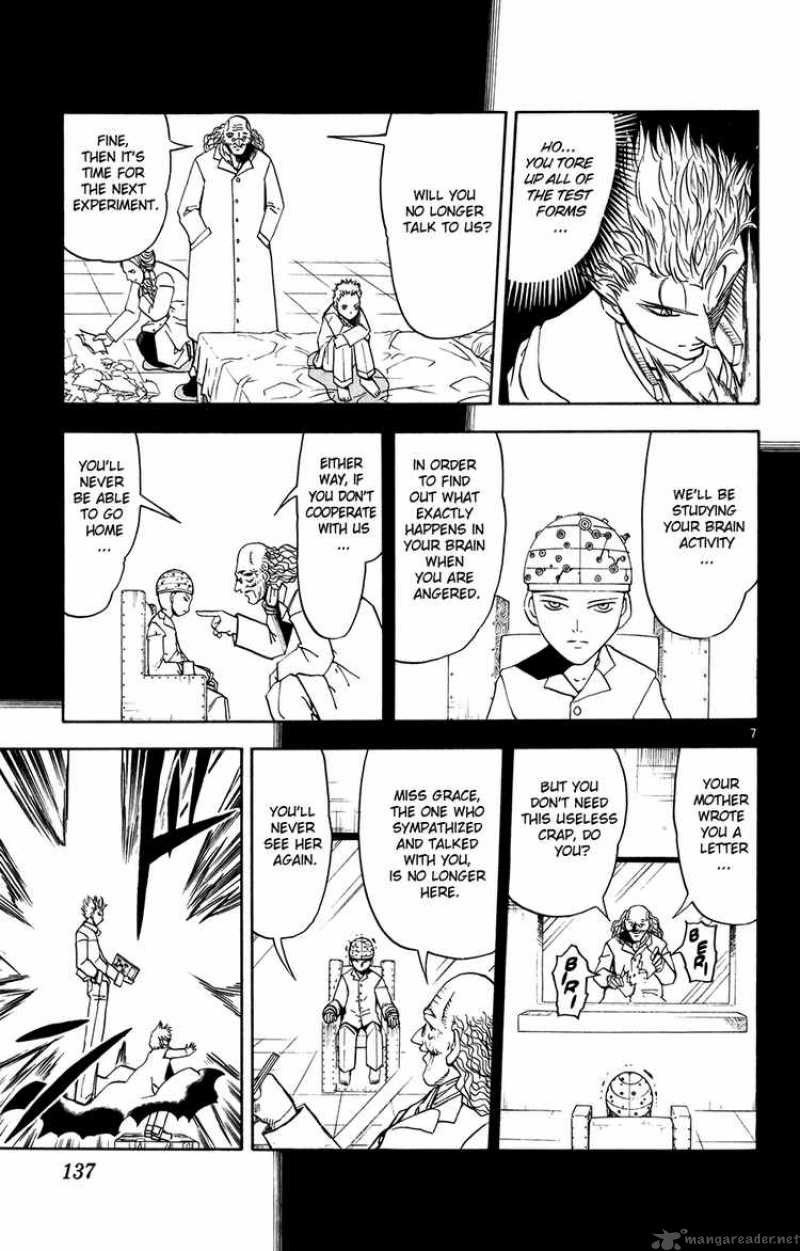 HO...
YOU TORE
UP ALL OF
THE TEST
FORMS
...
WILL YOU
NO LONGER
TALK TO US?
FINE,
THEN IT'S
TIME FOR
THE NEXT
EXPERIMENT.
WE'LL BE
STUDYING
YOUR BRAIN
ACTIVITY
...
IN ORDER
TO FIND
OUT WHAT
EXACTLY
HAPPENS IN
YOUR BRAIN
WHEN
YOU ARE
ANGERED.
EITHER
WAY, IF
YOU DON'T
COOPERATE
WITH US
...
YOU'LL
NEVER
BE ABLE
TO GO
HOME
...
7
YOUR
MOTHER
WROTE
YOU A
LETTER
...
BUT YOU
DON'T NEED
THIS USELESS
CRAP, DO
YOU?
BERI
BIRI
MISS GRACE,
THE ONE WHO
SYMPATHIZED
AND TALKED
WITH YOU,
IS NO LONGER
HERE.
YOU'LL
NEVER
SEE HER
AGAIN.
137
mangareader.net